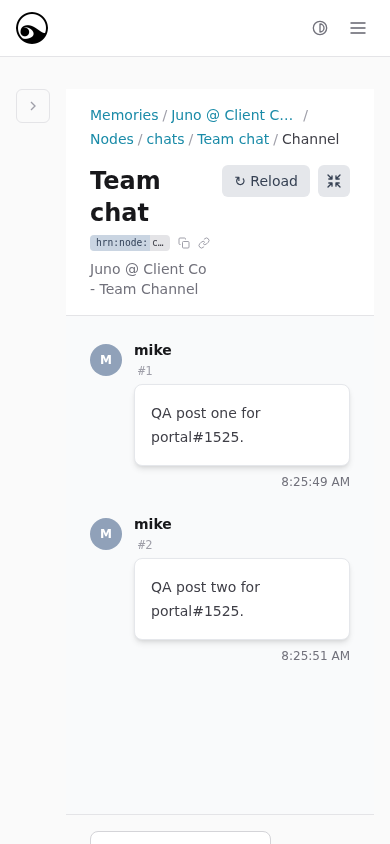 Memories / Juno @ Client C… /
Nodes / chats / Team chat / Channel
Team
chat
↻ Reload
hrn:node: c…
Juno @ Client Co
- Team Channel
M
mike
#1
QA post one for
portal#1525.
8:25:49 AM
M
mike
#2
QA post two for
portal#1525.
8:25:51 AM